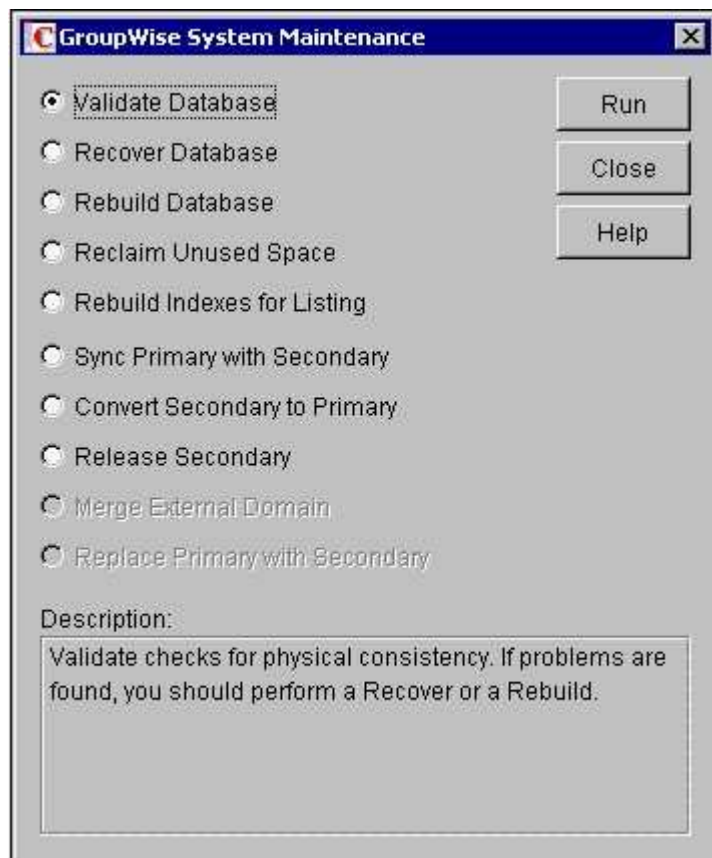 GroupWise System Maintenance
Validate Database
Recover Database
Rebuild Database
Reclaim Unused Space
Rebuild Indexes for Listing
Sync Primary with Secondary
Convert Secondary to Primary
Release Secondary
Merge External Domain
Replace Primary with Secondary
Run
Close
Help
Description:
Validate checks for physical consistency. If problems are
found, you should perform a Recover or a Rebuild.